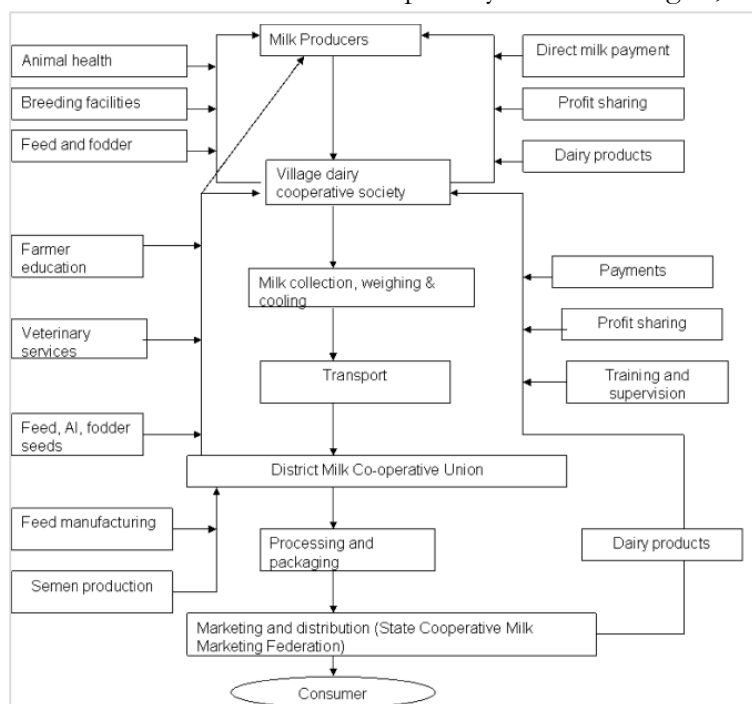 Milk Producers
Direct milk payment
Animal health
Breeding facilities
Profit sharing
Feed and fodder
Dairy products
Village dairy
cooperative society
Farmer
education
Milk collection, weighing &
cooling
Payments
Profit sharing
Veterinary
services
Transport
Training and
supervision
Feed, AI, fodder
seeds
District Milk Co-operative Union
Feed manufacturing
Processing and
packaging
Dairy products
Semen production
Marketing and distribution (State Cooperative Milk
Marketing Federation)
Consumer